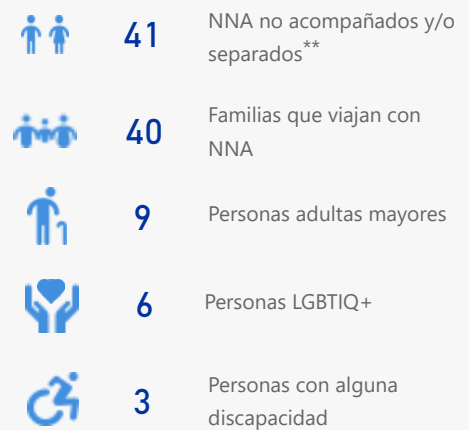 41 NNA no acompañados y/o
separados**
40 Familias que viajan con
NNA
9 Personas adultas mayores
6 Personas LGBTIQ+
3 Personas con alguna
discapacidad